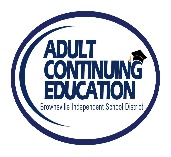 ADULT
CONTINUING
EDUCATION
Brownsville Independent School District